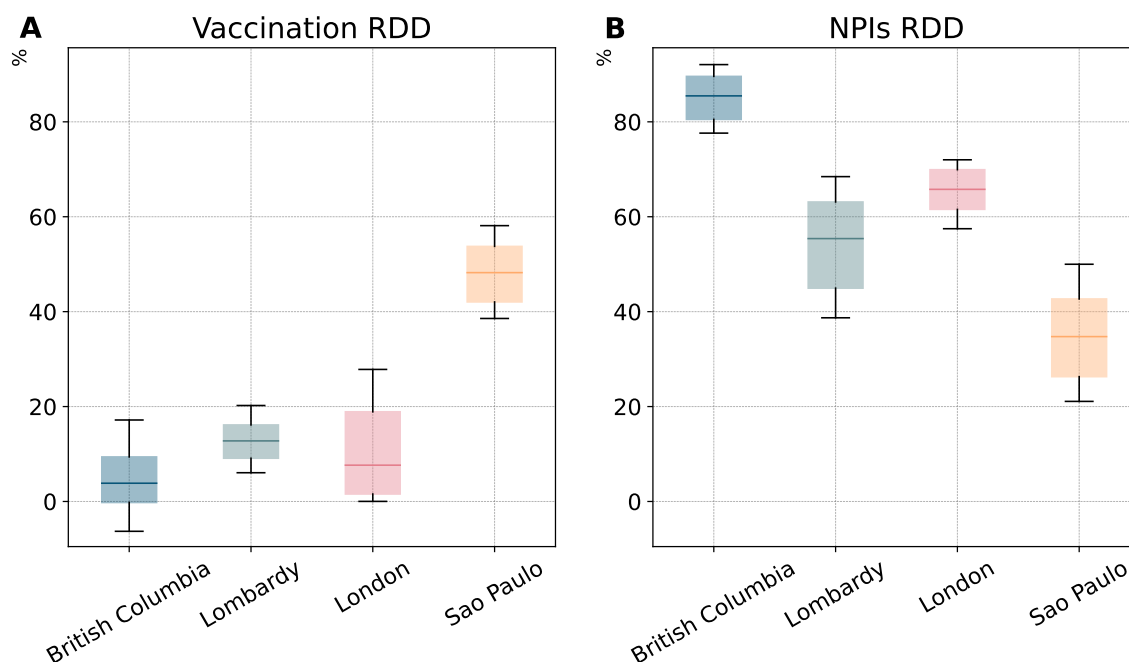 A
Vaccination RDD
%
80
60
40
20
0
British Columbia
Lombardy
London
Sao Paulo
B
NPIs RDD
%
80
60
40
20
0
British Columbia
Lombardy
London
Sao Paulo